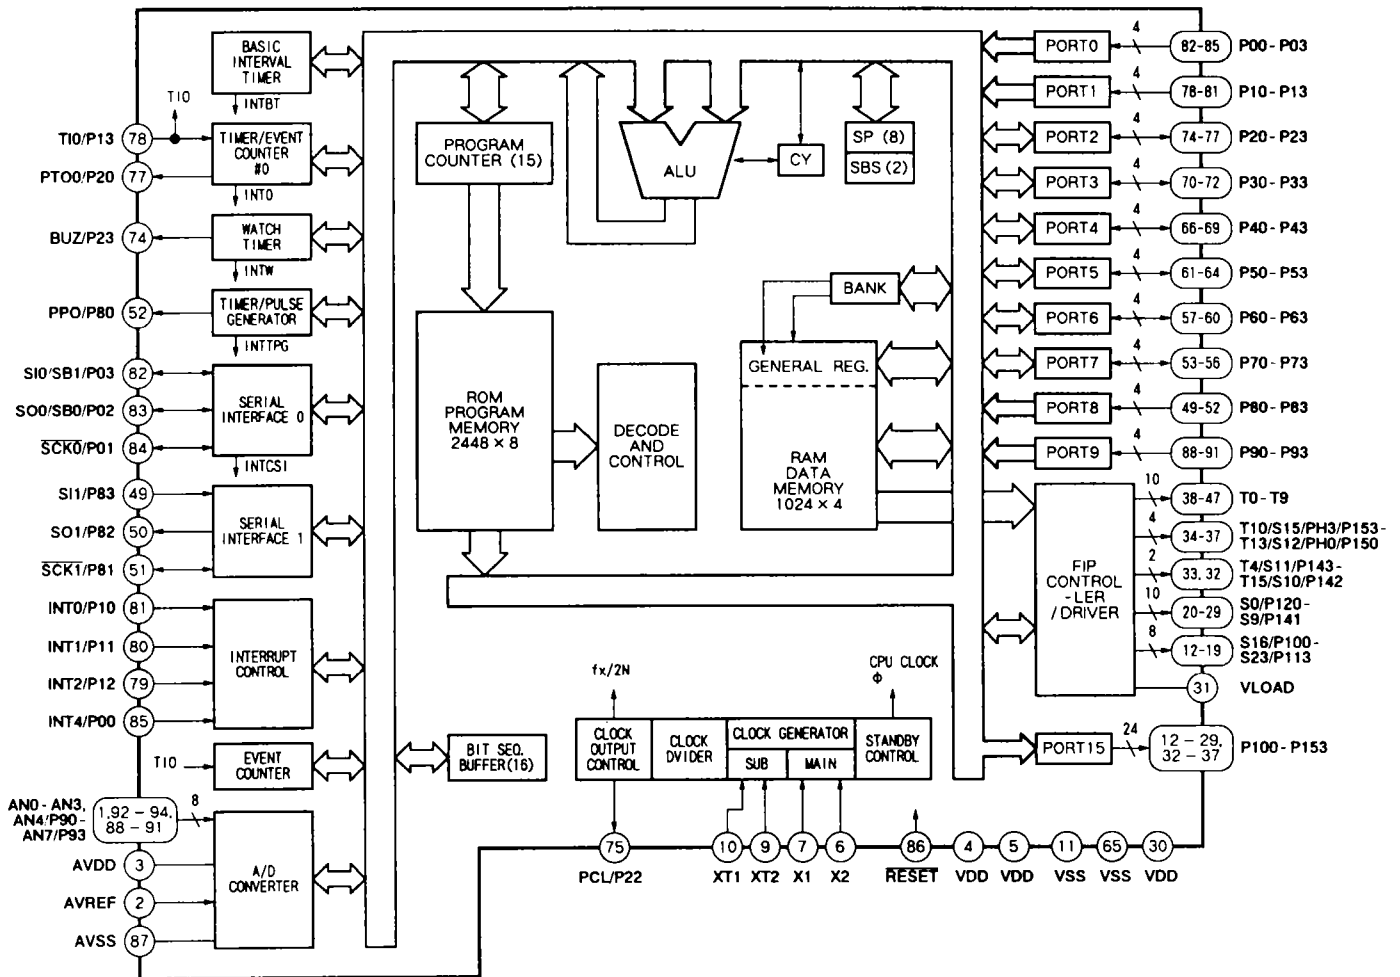 BASIC
INTERVAL
TIMER
INTBT
TI0
TI0/P13
78
TIMER/EVENT
COUNTER
#0
PTO0/P20
77
INT0
BUZ/P23
74
WATCH
TIMER
INTW
PPO/P80
52
TIMER/PULSE
GENERATOR
INTTPG
SI0/SB1/P03
82
SO0/SB0/P02
83
SCK0/P01
84
SERIAL
INTERFACE 0
INTCSI
SI1/P83
49
SO1/P82
50
SCK1/P81
51
SERIAL
INTERFACE 1
INT0/P10
81
INT1/P11
80
INT2/P12
79
INT4/P00
85
INTERRUPT
CONTROL
TI0
EVENT
COUNTER
AN0 - AN3,
AN4/P90 -
AN7/P93
1,92 - 94,
88 - 91
8
AVDD
3
AVREF
2
AVSS
87
A/D
CONVERTER
PROGRAM
COUNTER (15)
ALU
CY
SP (8)
SBS (2)
BANK
GENERAL REG.
RAM
DATA
MEMORY
1024 × 4
ROM
PROGRAM
MEMORY
2448 × 8
DECODE
AND
CONTROL
BIT SEQ.
BUFFER (16)
fx/2N
CPU CLOCK
Φ
CLOCK
OUTPUT
CONTROL
CLOCK
DVIDER
CLOCK GENERATOR
SUB
MAIN
STANDBY
CONTROL
75
10
9
7
6
86
4
5
11
65
30
PCL/P22
XT1
XT2
X1
X2
RESET
VDD
VDD
VSS
VSS
VDD
PORT0
4
82-85
P00 - P03
PORT1
4
78-81
P10 - P13
PORT2
4
74-77
P20 - P23
PORT3
4
70-72
P30 - P33
PORT4
4
66-69
P40 - P43
PORT5
4
61-64
P50 - P53
PORT6
4
57-60
P60 - P63
PORT7
4
53-56
P70 - P73
PORT8
4
49-52
P80 - P83
PORT9
4
88-91
P90 - P93
FIP
CONTROL
-LER
/DRIVER
10
38-47
T0 - T9
4
34-37
T10/S15/PH3/P153 -
T13/S12/PH0/P150
2
33, 32
T4/S11/P143 -
T15/S10/P142
10
20-29
S0/P120 -
S9/P141
8
12-19
S16/P100 -
S23/P113
31
VLOAD
PORT15
24
12 - 29,
32 - 37
P100 - P153